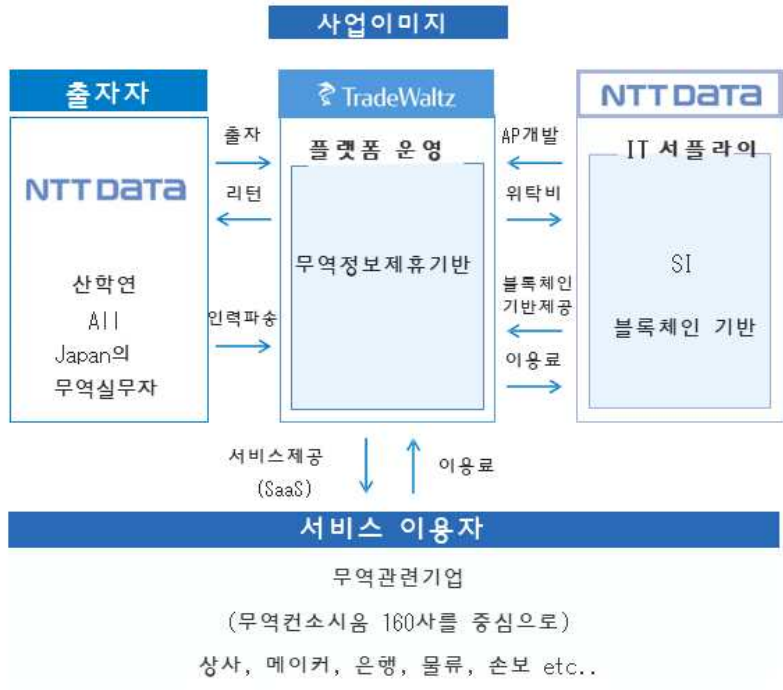 사업이미지
출자자
NTT DATA
산학연
All
Japan의
무역실무자
출자
리턴
인력파송
TradeWaltz
플랫폼 운영
무역정보제휴기반
AP개발
위탁비
블록체인
기반제공
이용료
NTT DATA
IT 서플라이
SI
블록체인 기반
서비스제공
(SaaS)
이용료
서비스 이용자
무역관련기업
(무역컨소시움 160사를 중심으로)
상사, 메이커, 은행, 물류, 손보 etc..